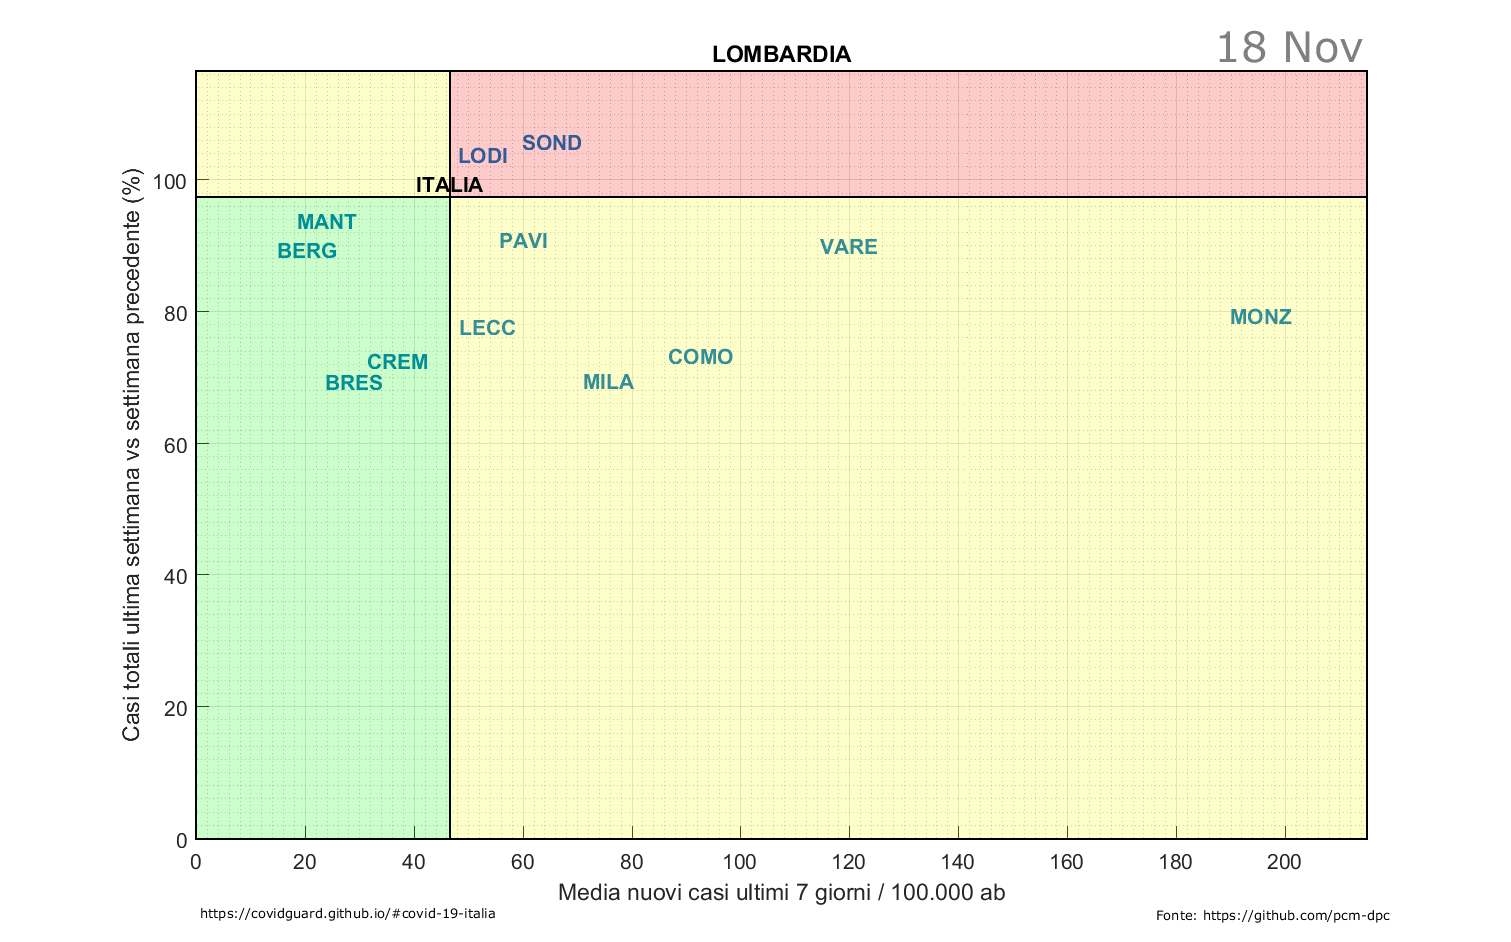 18 Nov
LOMBARDIA
SOND
LODI
ITALIA
MANT
BERG
PAVI
VARE
MONZ
LECC
COMO
CREM
BRES
MILA
Casi totali ultima settimana vs settimana precedente (%)
100
80
60
40
20
0
0 20 40 60 80 100 120 140 160 180 200
Media nuovi casi ultimi 7 giorni / 100.000 ab
https://covidguard.github.io/#covid-19-italia
Fonte: https://github.com/pcm-dpc